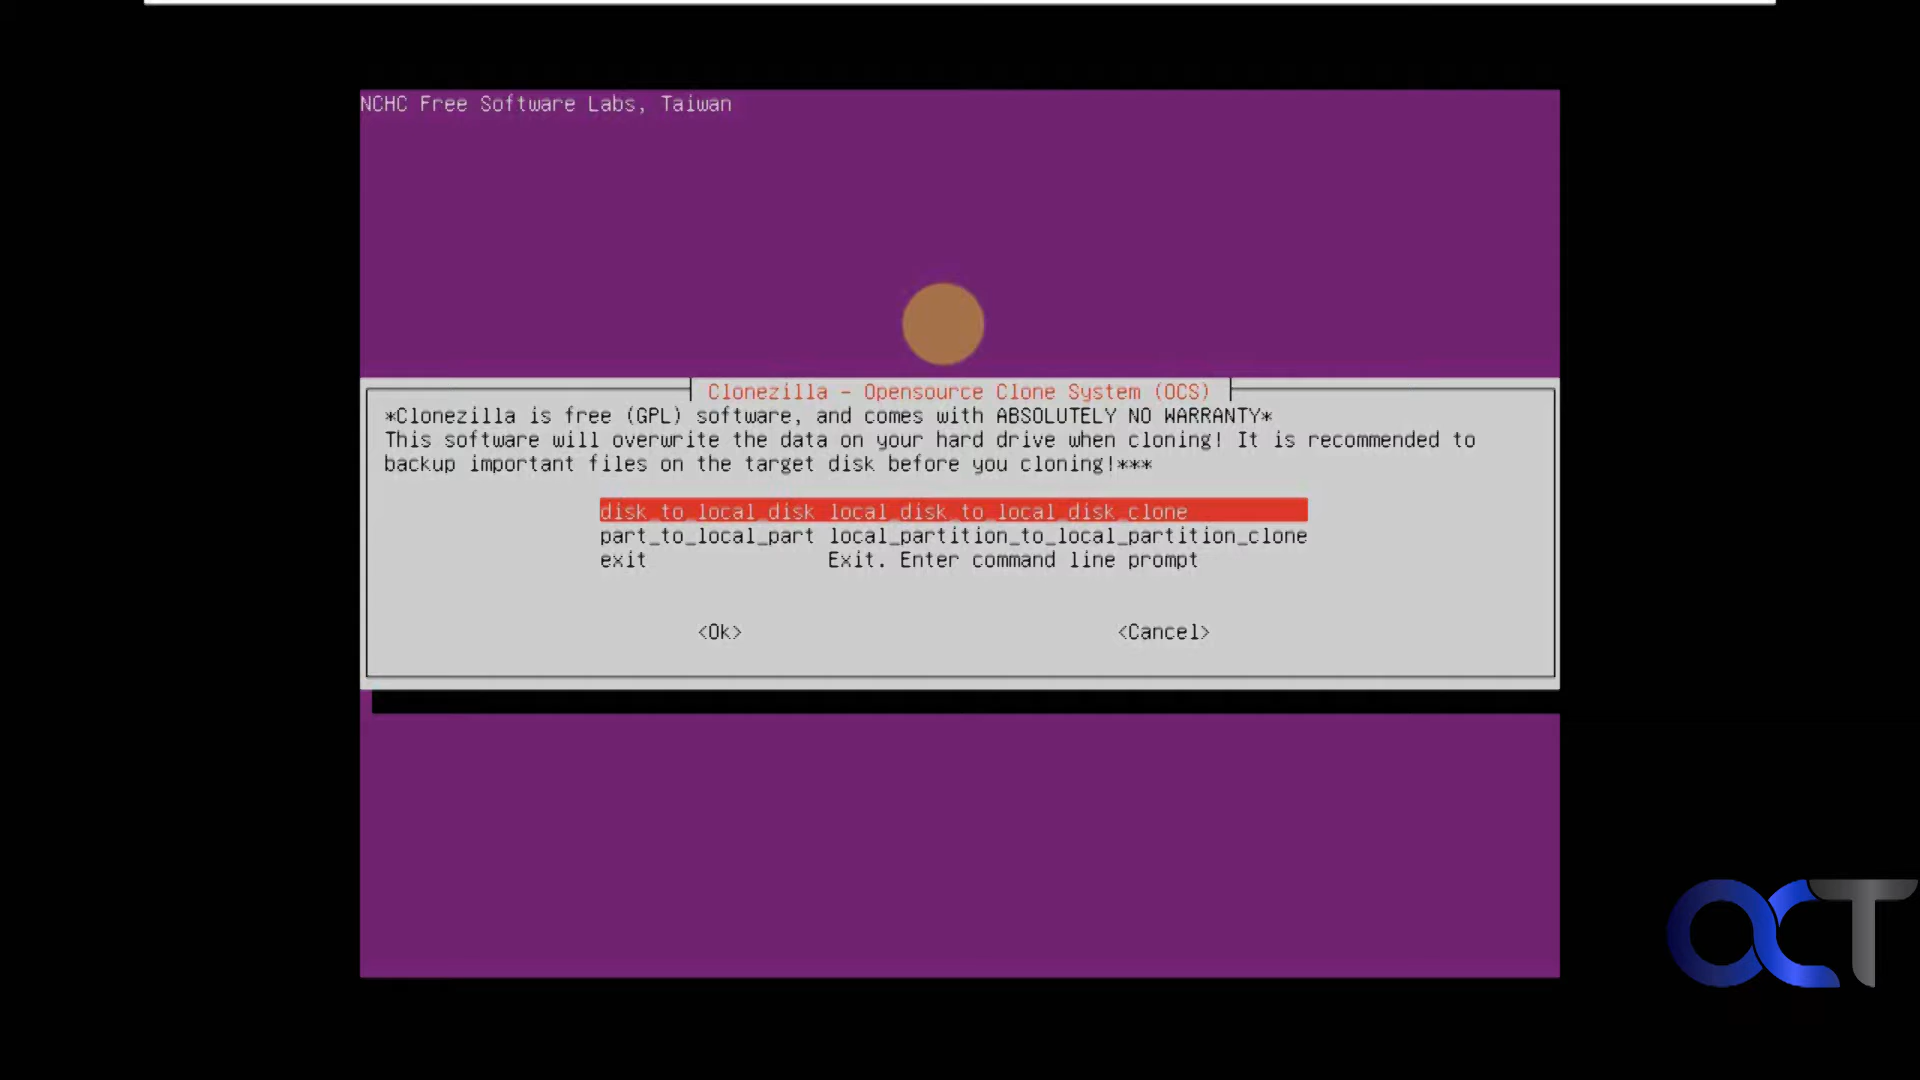 NCHC Free Software Labs, Taiwan
Clonezilla - Opensource Clone System (OCS)
*Clonezilla is free (GPL) software, and comes with ABSOLUTELY NO WARRANTY*
This software will overwrite the data on your hard drive when cloning! It is recommended to
backup important files on the target disk before you cloning!***
disk_to_local_disk local_disk_to_local_disk_clone
part_to_local_part local_partition_to_local_partition_clone
exit Exit. Enter command line prompt
<Ok> <Cancel>
OCT